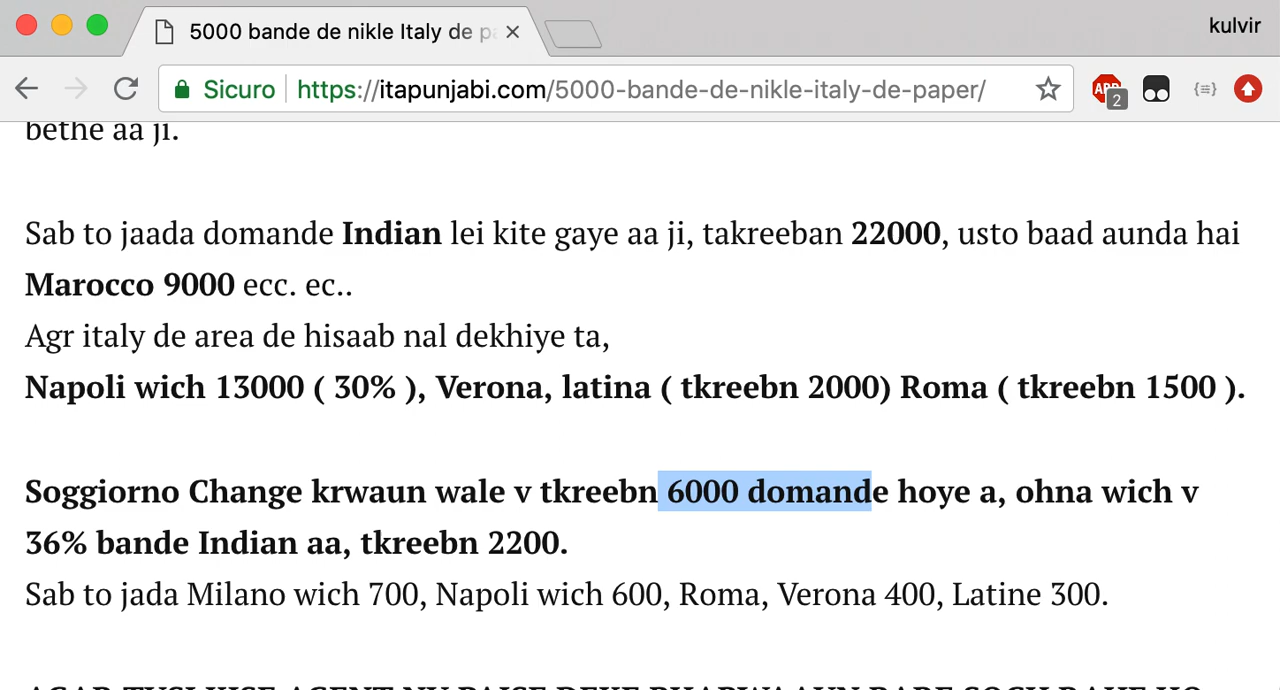 kulvir
5000 bande de nikle Italy de pa
Sicuro https://itapunjabi.com/5000-bande-de-nikle-italy-de-paper/
ABP
2
bethe aa ji.
Sab to jaada domande Indian lei kite gaye aa ji, takreeban 22000, usto baad aunda hai
Marocco 9000 ecc. ec..
Agr italy de area de hisaab nal dekhiye ta,
Napoli wich 13000 ( 30% ), Verona, latina ( tkreebn 2000) Roma ( tkreebn 1500 ).
Soggiorno Change krwaun wale v tkreebn 6000 domande hoye a, ohna wich v
36% bande Indian aa, tkreebn 2200.
Sab to jada Milano wich 700, Napoli wich 600, Roma, Verona 400, Latine 300.